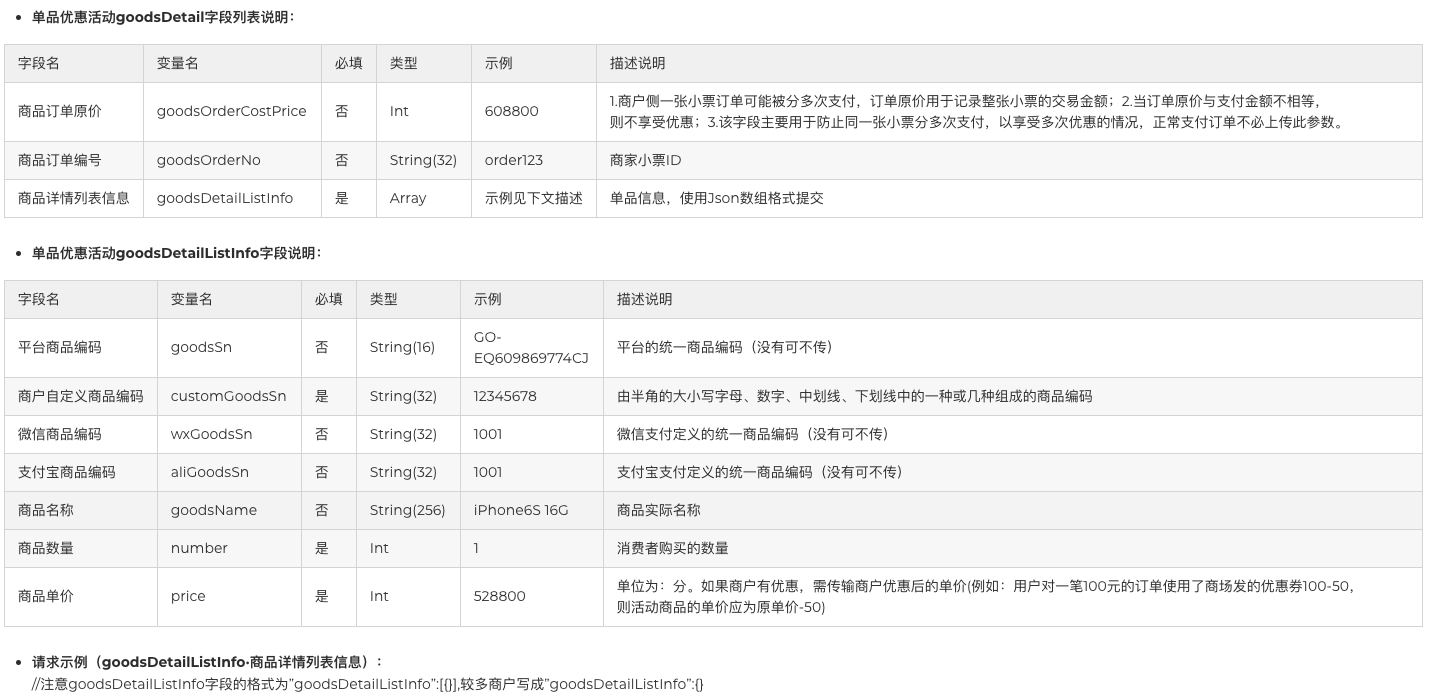 • 单品优惠活动goodsDetail字段列表说明：
字段名 变量名 必填 类型 示例 描述说明
商品订单原价 goodsOrderCostPrice 否 Int 608800 1.商户侧一张小票订单可能被分多次支付，订单原价用于记录整张小票的交易金额；2.当订单原价与支付金额不相等，
则不享受优惠；3.该字段主要用于防止同一张小票分多次支付，以享受多次优惠的情况，正常支付订单不必上传此参数。
商品订单编号 goodsOrderNo 否 String(32) order123 商家小票ID
商品详情列表信息 goodsDetailListInfo 是 Array 示例见下文描述 单品信息，使用Json数组格式提交
• 单品优惠活动goodsDetailListInfo字段说明：
字段名 变量名 必填 类型 示例 描述说明
平台商品编码 goodsSn 否 String(16) GO-
EQ609869774CJ 平台的统一商品编码（没有可不传）
商户自定义商品编码 customGoodsSn 是 String(32) 12345678 由半角的大小写字母、数字、中划线、下划线中的一种或几种组成的商品编码
微信商品编码 wxGoodsSn 否 String(32) 1001 微信支付定义的统一商品编码（没有可不传）
支付宝商品编码 aliGoodsSn 否 String(32) 1001 支付宝支付定义的统一商品编码（没有可不传）
商品名称 goodsName 否 String(256) iPhone6S 16G 商品实际名称
商品数量 number 是 Int 1 消费者购买的数量
商品单价 price 是 Int 528800 单位为：分。如果商户有优惠，需传输商户优惠后的单价(例如：用户对一笔100元的订单使用了商场发的优惠券100-50，
则活动商品的单价应为原单价-50)
• 请求示例（goodsDetailListInfo·商品详情列表信息）：
//注意goodsDetailListInfo字段的格式为”goodsDetailListInfo”:[{}],较多商户写成”goodsDetailListInfo”:{}